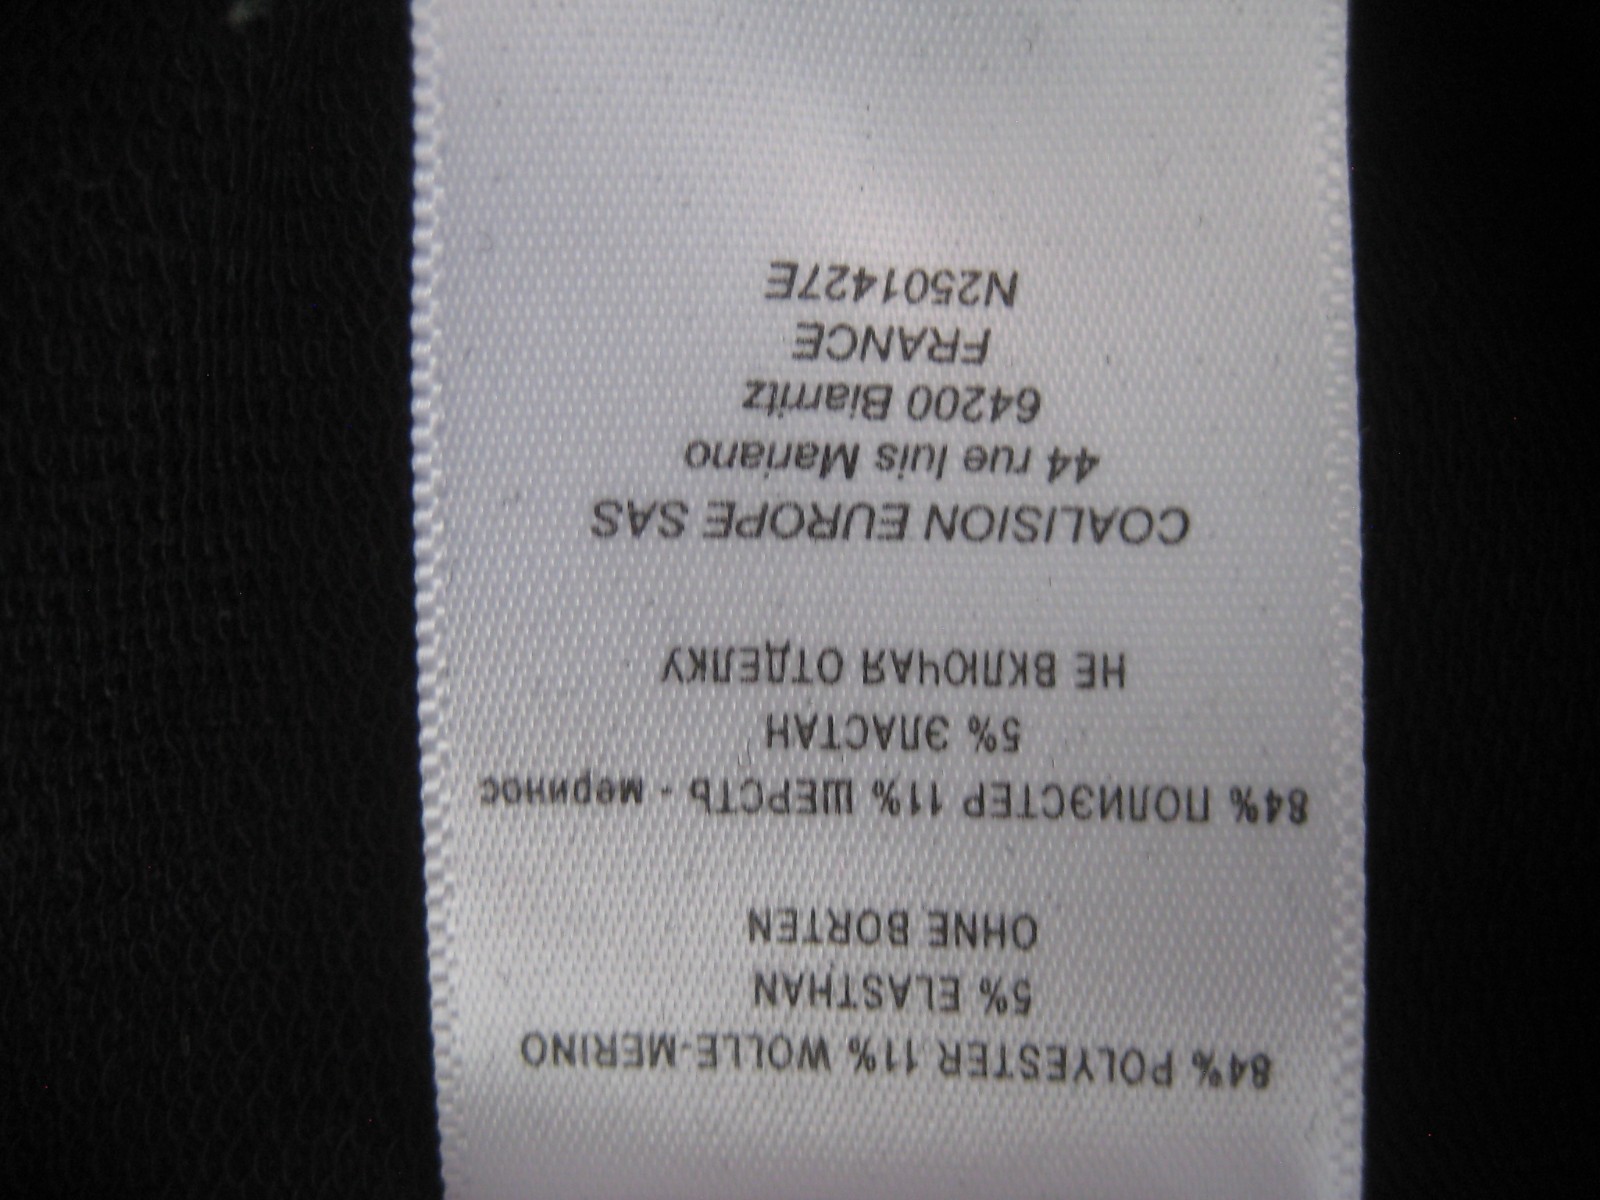 84% POLYESTER 11% WOLLE-MERINO
5% ELASTHAN
OHNE BORTEN
84% ПОЛИЭСТЕР 11% ШЕРСТЬ - меринос
5% ЭЛАСТАН
НЕ ВКЛЮЧАЯ ОТДЕЛКУ
COALISION EUROPE SAS
44 rue luis Mariano
64200 Biarritz
FRANCE
N2501427E